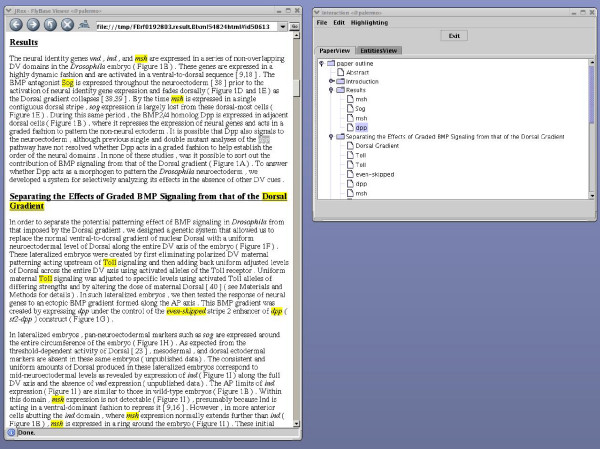 JRex - FlyBase Viewer <2:palermo>
Results
The neural identity genes vnd , ind , and msh are expressed in a series of non-overlapping
DV domains in the Drosophila embryo ( Figure 1B ) . These genes are expressed in a
highly dynamic fashion and are activated in a ventral-to-dorsal sequence [ 9,18 ] . The
BMP antagonist Sog is expressed throughout the neuroectoderm [ 38 ] prior to the
activation of neural identity gene expression and fades dorsally ( Figure 1D and 1E ) as
the Dorsal gradient collapses [ 38,39 ] . By the time msh is expressed in a single
contiguous dorsal stripe , sog expression is largely lost from these dorsal-most cells (
Figure 1E ) . During this same period , the BMP2/4 homolog Dpp is expressed in adjacent
dorsal cells ( Figure 1B ) , where it represses the expression of neural genes and acts in a
graded fashion to pattern the non-neural ectoderm . It is possible that Dpp also signals
to the neuroectoderm , although previous single and double mutant analyses of the
pathway have not resolved whether Dpp acts in a graded fashion to help establish the
order of the neural domains . In none of these studies , was it possible to sort out the
contribution of BMP signaling from that of the Dorsal gradient ( Figure 1A ) . To answer
whether Dpp acts as a morphogen to pattern the Drosophila neuroectoderm , we
developed a system for selectively analyzing its effects in the absence of other DV cues .
Separating the Effects of Graded BMP Signaling from that of the Dorsal
Gradient
In order to separate the potential patterning effect of BMP signaling in Drosophila from
that imposed by the Dorsal gradient , we designed a genetic system that allowed us to
replace the normal ventral-to-dorsal gradient of nuclear Dorsal with a uniform
neuroectodermal level of Dorsal along the entire DV axis of the embryo ( Figure 1F ) .
These lateralized embryos were created by first eliminating polarized DV maternal
patterning acting upstream of Toll signaling and then adding back uniform adjusted levels
of Dorsal across the entire DV axis using activated alleles of the Toll receptor . Uniform
maternal Toll signaling was adjusted to specific levels using activated Toll alleles of
differing strengths and by altering the dose of maternal Dorsal [ 40 ] ( see Materials and
Methods for details ) . In such lateralized embryos , we then tested the response of neural
genes to an ectopic BMP gradient formed along the AP axis . This BMP gradient was
created by expressing dpp under the control of the even-skipped stripe 2 enhancer of dpp (
st2-dpp ) construct ( Figure 1G ) .
In lateralized embryos , pan-neuroectodermal markers such as sog are expressed around
the entire circumference of the embryo ( Figure 1H ) . As expected from the
threshold-dependent activity of Dorsal [ 23 ] , mesodermal , and dorsal ectodermal
markers are absent in these same embryos ( unpublished data ) . The consistent and
uniform amounts of Dorsal produced in these lateralized embryos correspond to
mid-neuroectodermal levels as revealed by expression of ind ( Figure 1I ) along the full
DV axis and the absence of vnd expression ( unpublished data ) . The AP limits of ind
expression ( Figure 1I ) are similar to those in wild-type embryos ( Figure 1B ) . Within
this domain , msh expression is not detectable ( Figure 1I ) , presumably because Ind is
acting in a ventral-dominant fashion to repress it [ 9,16 ] . However , in more anterior
cells abutting the ind domain , where msh expression normally extends further than ind (
Figure 1B ) , msh is expressed in a ring around the embryo ( Figure 1I ) . These initial
Done.
File Edit Highlighting
Exit
PaperView EntitiesView
paper outline
Abstract
Introduction
Results
msh
Sog
msh
dpp
Separating the Effects of Graded BMP Signaling from that of the Dorsal Gradient
Dorsal Gradient
Toll
Toll
even-skipped
dpp
msh